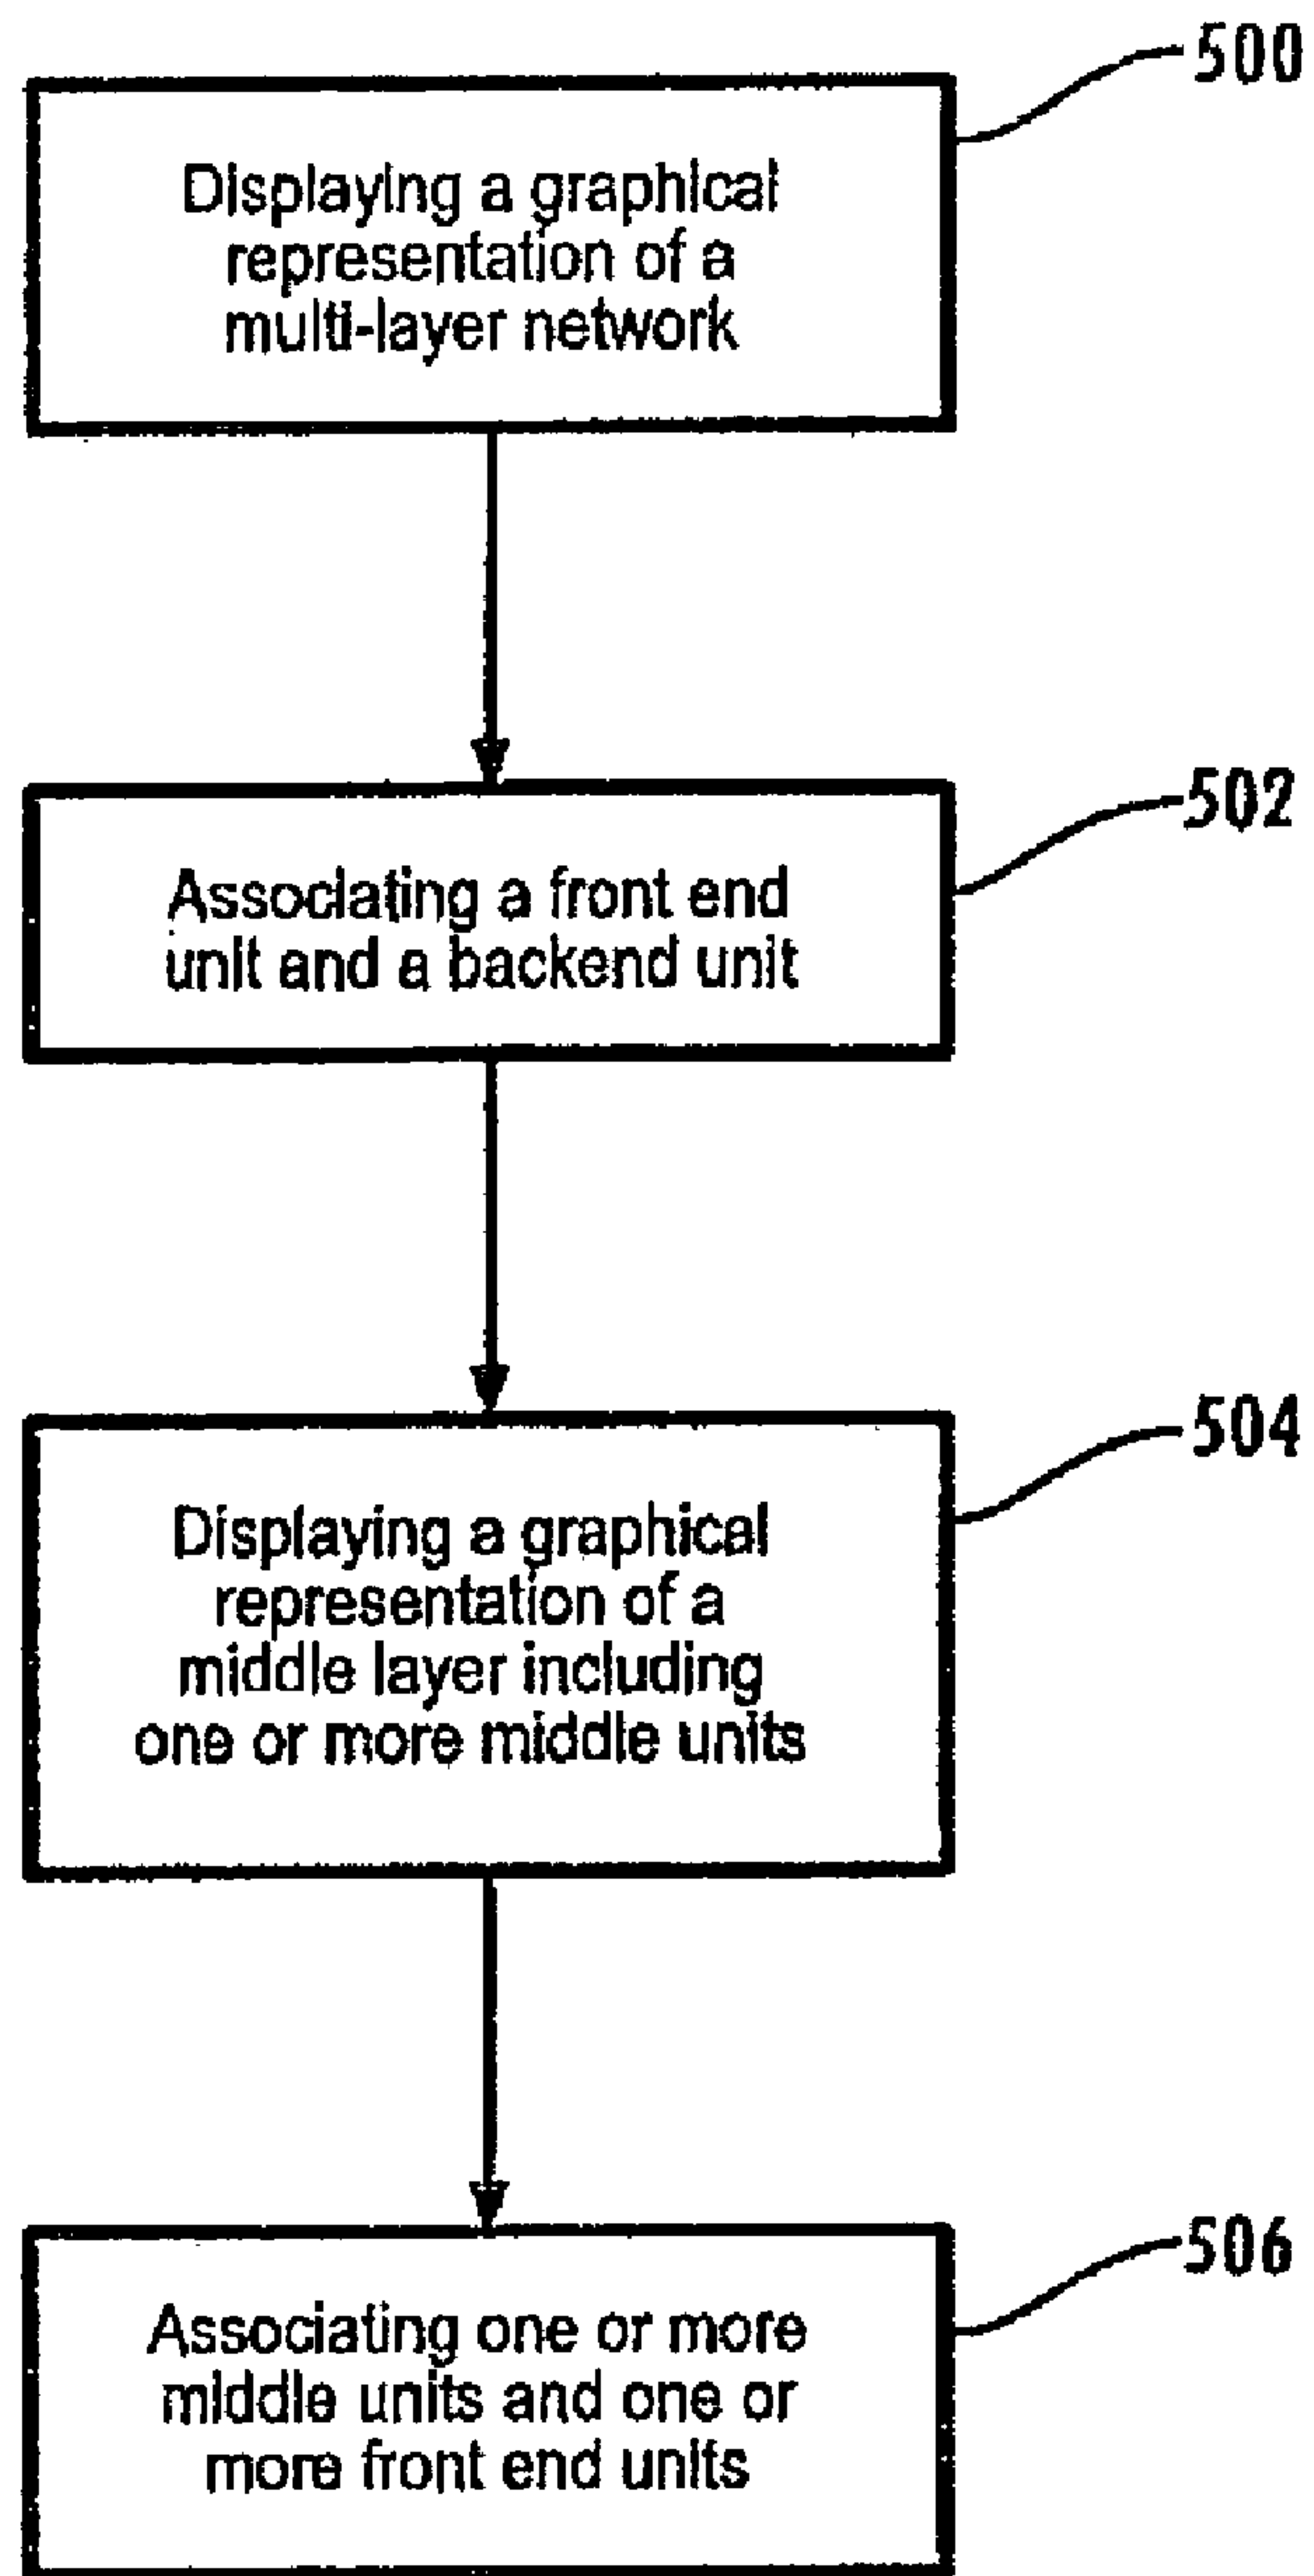 500
Displaying a graphical
representation of a
multi-layer network
502
Associating a front end
unit and a backend unit
504
Displaying a graphical
representation of a
middle layer including
one or more middle units
506
Associating one or more
middle units and one or
more front end units